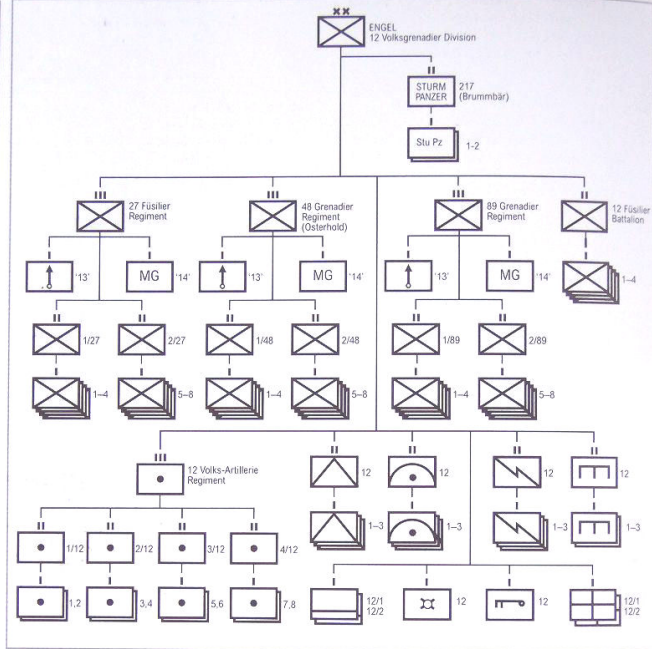 ENGEL
12 Volksgrenadier Division
STURM
PANZER
217
(Brummbär)
Stu Pz
1-2
27 Füsilier
Regiment
48 Grenadier
Regiment
(Osterhold)
89 Grenadier
Regiment
12 Füsilier
Battalion
'13'
MG
'14'
'13'
MG
'14'
'13'
MG
'14'
1–4
1/27
2/27
1/48
2/48
1/89
2/89
1–4
5–8
1–4
5–8
1–4
5–8
12 Volks-Artillerie
Regiment
12
12
12
12
1/12
2/12
3/12
4/12
1–3
1–3
1–3
1–3
1,2
3,4
5,6
7,8
12/1
12/2
12
12
12/1
12/2